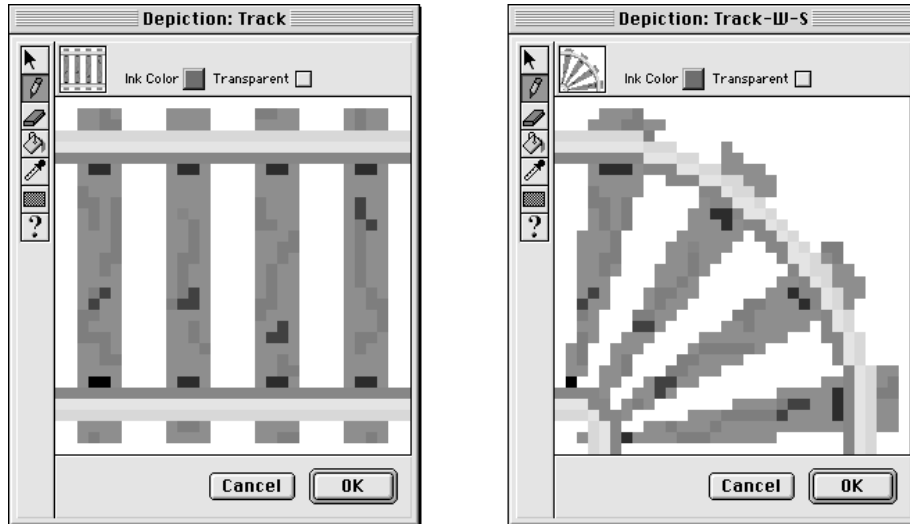 Depiction: Track
Ink Color Transparent
?
Cancel OK
Depiction: Track-W-S
Ink Color Transparent
?
Cancel OK